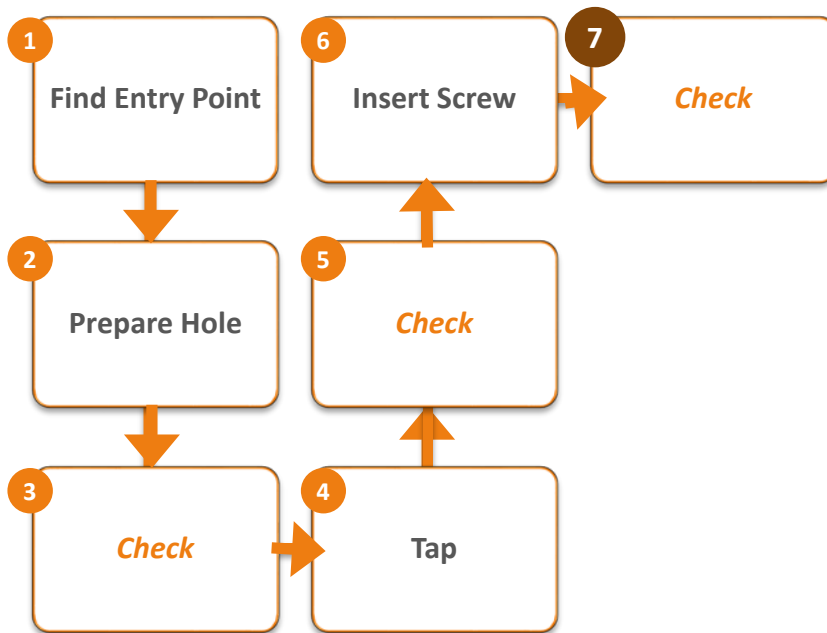 1
Find Entry Point
2
Prepare Hole
3
Check
4
Tap
5
Check
6
Insert Screw
7
Check